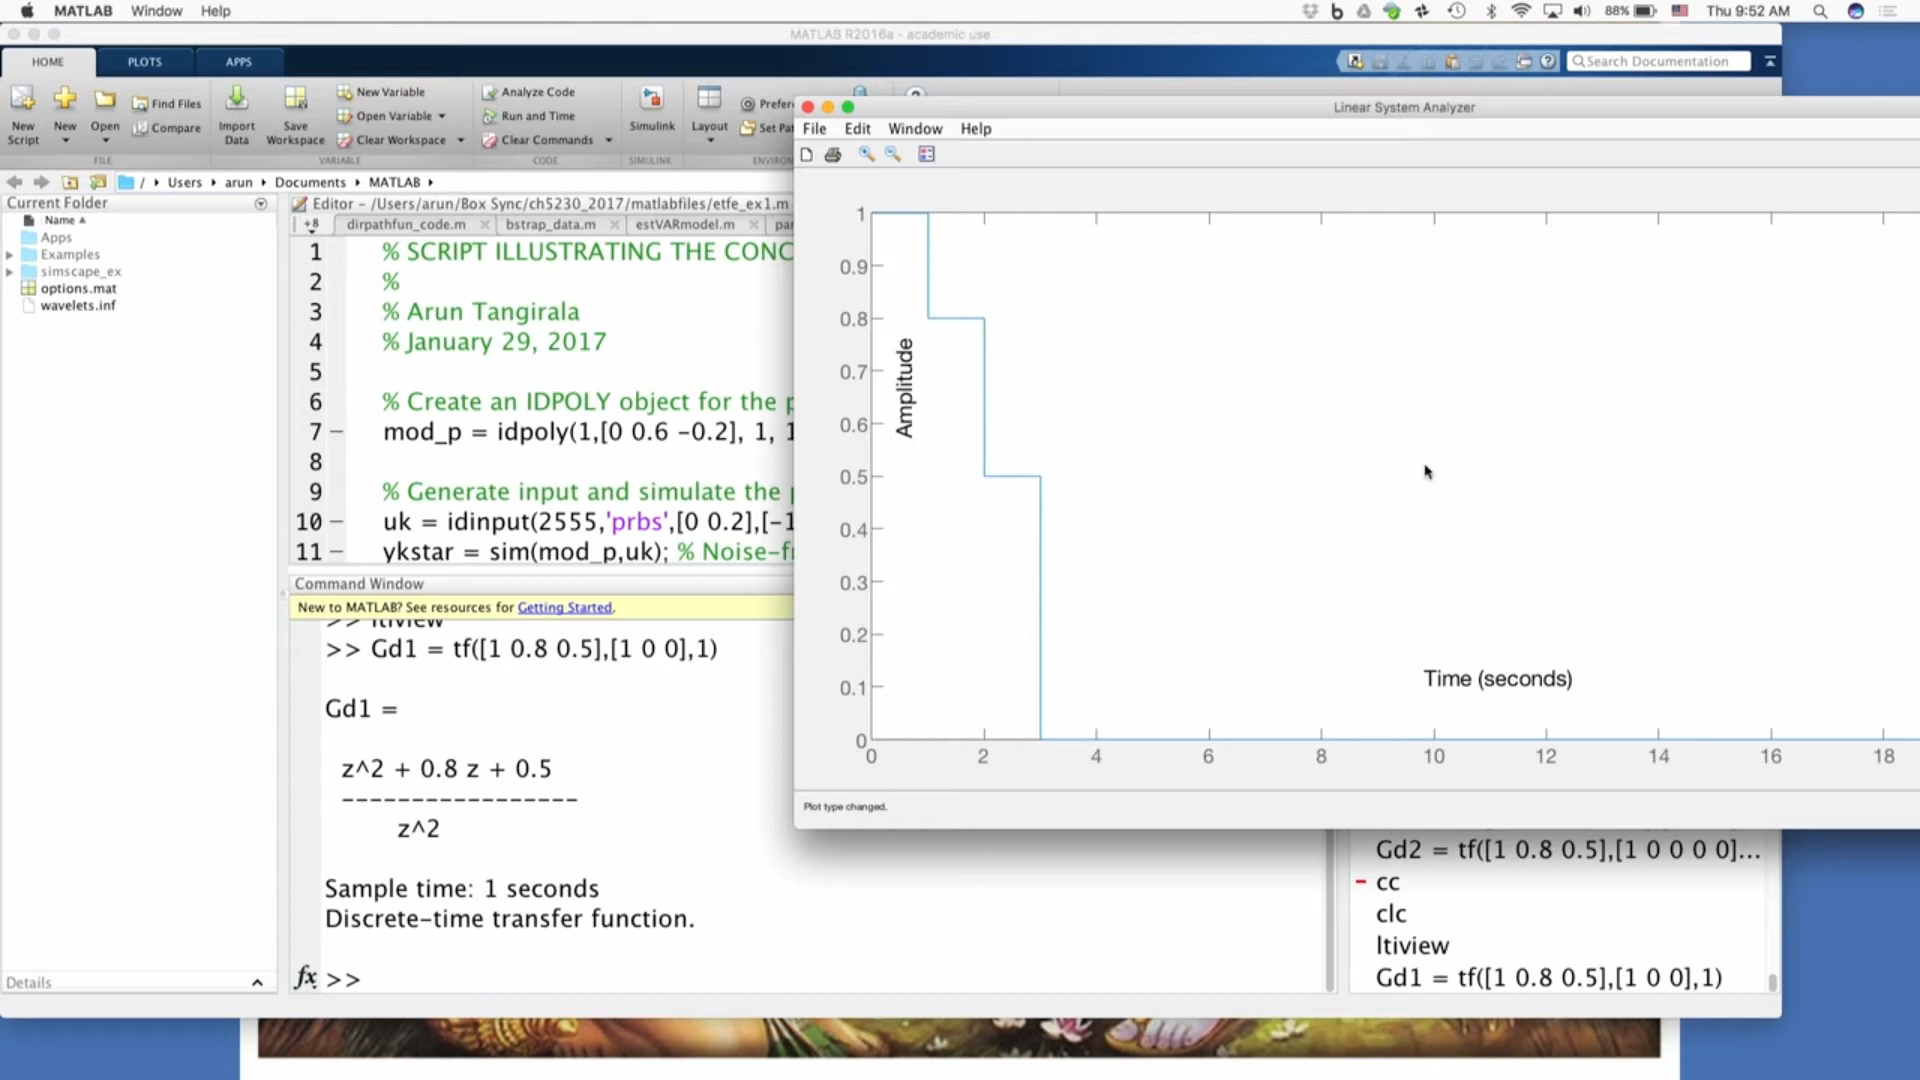 MATLAB Window Help
88% Thu 9:52 AM
MATLAB R2016a - academic use
HOME PLOTS APPS
Search Documentation
New Script
New
Open
Find Files
Compare
FILE
Import Data
Save Workspace
New Variable
Open Variable
Clear Workspace
VARIABLE
Analyze Code
Run and Time
Clear Commands
CODE
Simulink
SIMULINK
Layout
Prefer
Set Pa
ENVIRON
/ Users arun Documents MATLAB
Current Folder
Name
Apps
Examples
simscape_ex
options.mat
wavelets.inf
Details
Editor - /Users/arun/Box Sync/ch5230_2017/matlabfiles/etfe_ex1.m
+8 dirpathfun_code.m bstrap_data.m estVARmodel.m par
1 % SCRIPT ILLUSTRATING THE CONC
2 %
3 % Arun Tangirala
4 % January 29, 2017
5
6 % Create an IDPOLY object for the p
7 - mod_p = idpoly(1,[0 0.6 -0.2], 1, 1
8
9 % Generate input and simulate the p
10 - uk = idinput(2555,'prbs',[0 0.2],[-1
11 - ykstar = sim(mod_p,uk); % Noise-fr
Command Window
New to MATLAB? See resources for Getting Started.
>> ltiview
>> Gd1 = tf([1 0.8 0.5],[1 0 0],1)
Gd1 =
z^2 + 0.8 z + 0.5
-----------------
z^2
Sample time: 1 seconds
Discrete-time transfer function.
fx >>
Linear System Analyzer
File Edit Window Help
1
0.9
0.8
0.7
0.6
0.5
0.4
0.3
0.2
0.1
0
Amplitude
Time (seconds)
0 2 4 6 8 10 12 14 16 18
Plot type changed.
Gd2 = tf([1 0.8 0.5],[1 0 0 0 0]...
- cc
clc
ltiview
Gd1 = tf([1 0.8 0.5],[1 0 0],1)